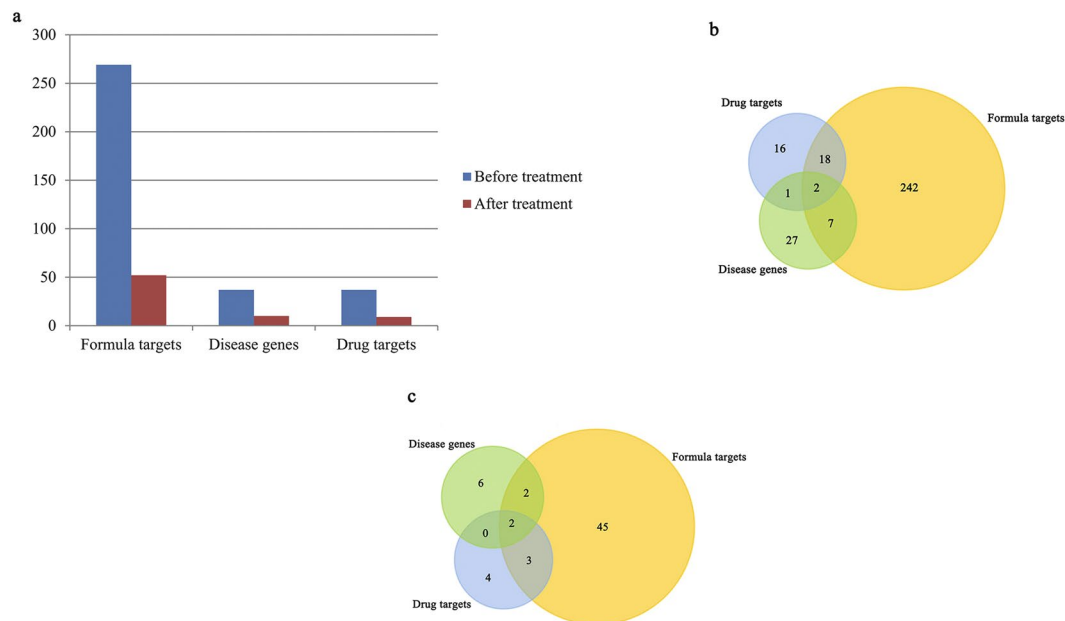 a
300
250
200
150
100
50
0
Formula targets
Disease genes
Drug targets
Before treatment
After treatment
b
Drug targets
Formula targets
16
18
1
2
242
27
7
Disease genes
c
Disease genes
Formula targets
6
2
2
0
45
3
4
Drug targets